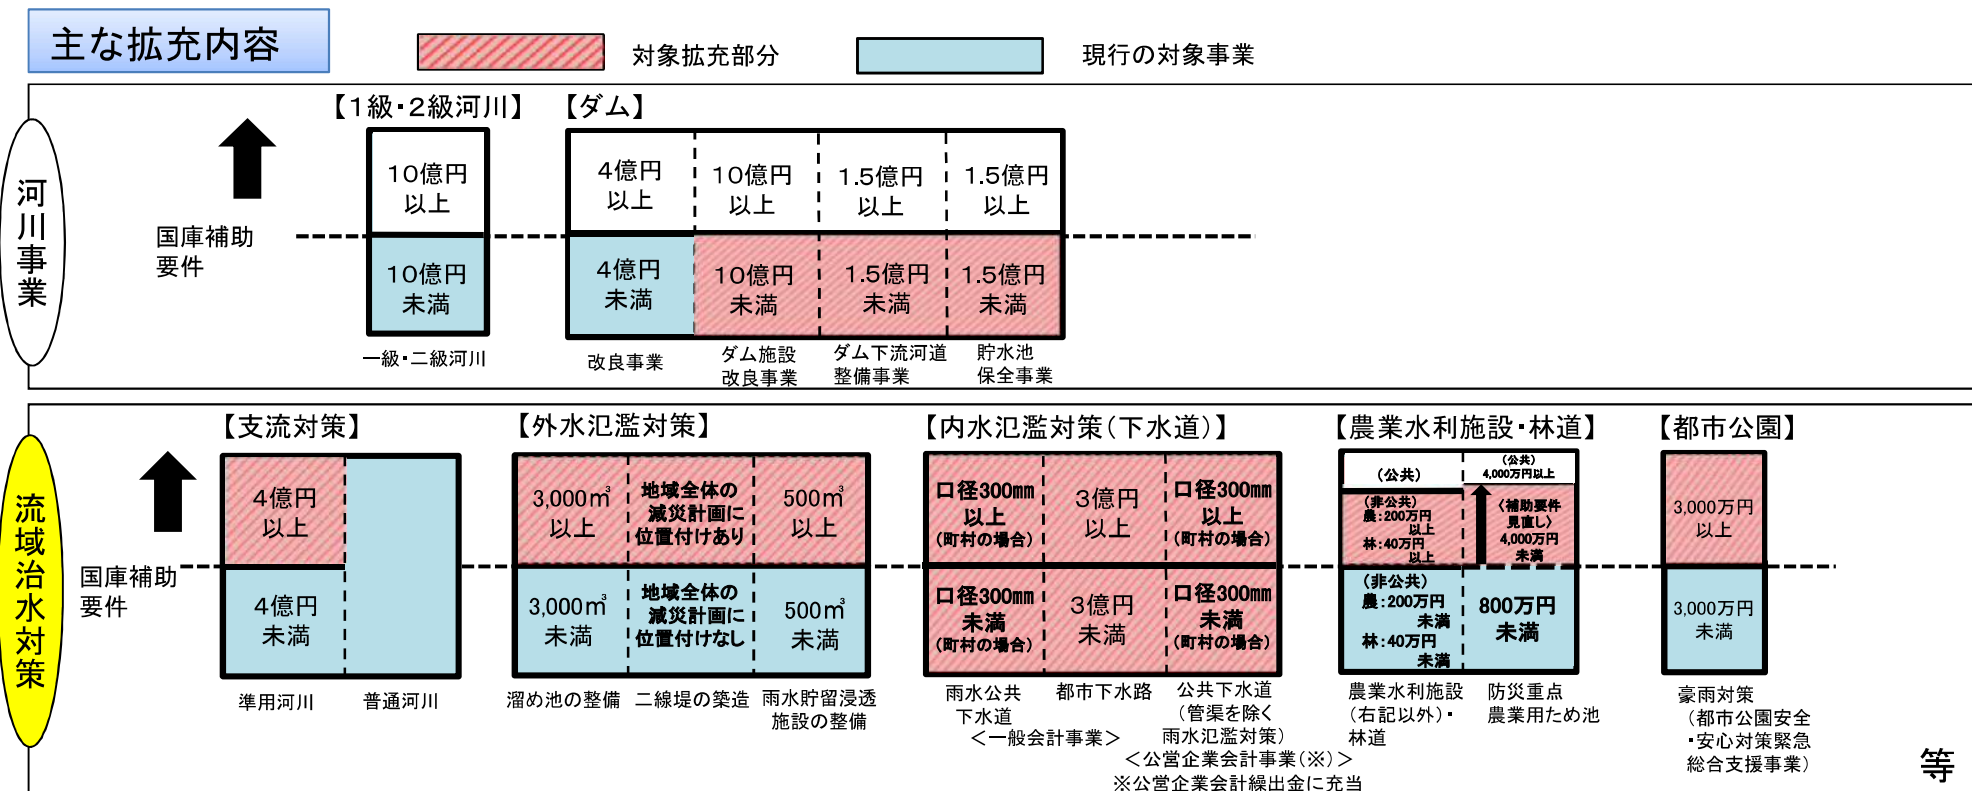 主な拡充内容
対象拡充部分
現行の対象事業
河川事業
国庫補助
要件
【1級・2級河川】
10億円
以上
10億円
未満
一級・二級河川
【ダム】
4億円
以上
10億円
以上
1.5億円
以上
1.5億円
以上
4億円
未満
10億円
未満
1.5億円
未満
1.5億円
未満
改良事業
ダム施設
改良事業
ダム下流河道
整備事業
貯水池
保全事業
流域治水対策
国庫補助
要件
【支流対策】
4億円
以上
4億円
未満
準用河川
普通河川
【外水氾濫対策】
3,000㎥
以上
地域全体の
減災計画に
位置付けあり
500㎥
以上
3,000㎥
未満
地域全体の
減災計画に
位置付けなし
500㎥
未満
溜め池の整備
二線堤の築造
雨水貯留浸透
施設の整備
【内水氾濫対策(下水道)】
口径300mm
以上
(町村の場合)
3億円
以上
口径300mm
以上
(町村の場合)
口径300mm
未満
(町村の場合)
3億円
未満
口径300mm
未満
(町村の場合)
雨水公共
下水道
都市下水路
<一般会計事業>
公共下水道
(管渠を除く
雨水氾濫対策)
<公営企業会計事業(※)>
※公営企業会計繰出金に充当
【農業水利施設・林道】
(公共)
(公共)
4,000万円以上
(非公共)
農:200万円
以上
林:40万円
以上
〈補助要件
見直し〉
4,000万円
未満
(非公共)
農:200万円
未満
林:40万円
未満
800万円
未満
農業水利施設
(右記以外)・
林道
防災重点
農業用ため池
【都市公園】
3,000万円
以上
3,000万円
未満
豪雨対策
(都市公園安全
・安心対策緊急
総合支援事業)
等